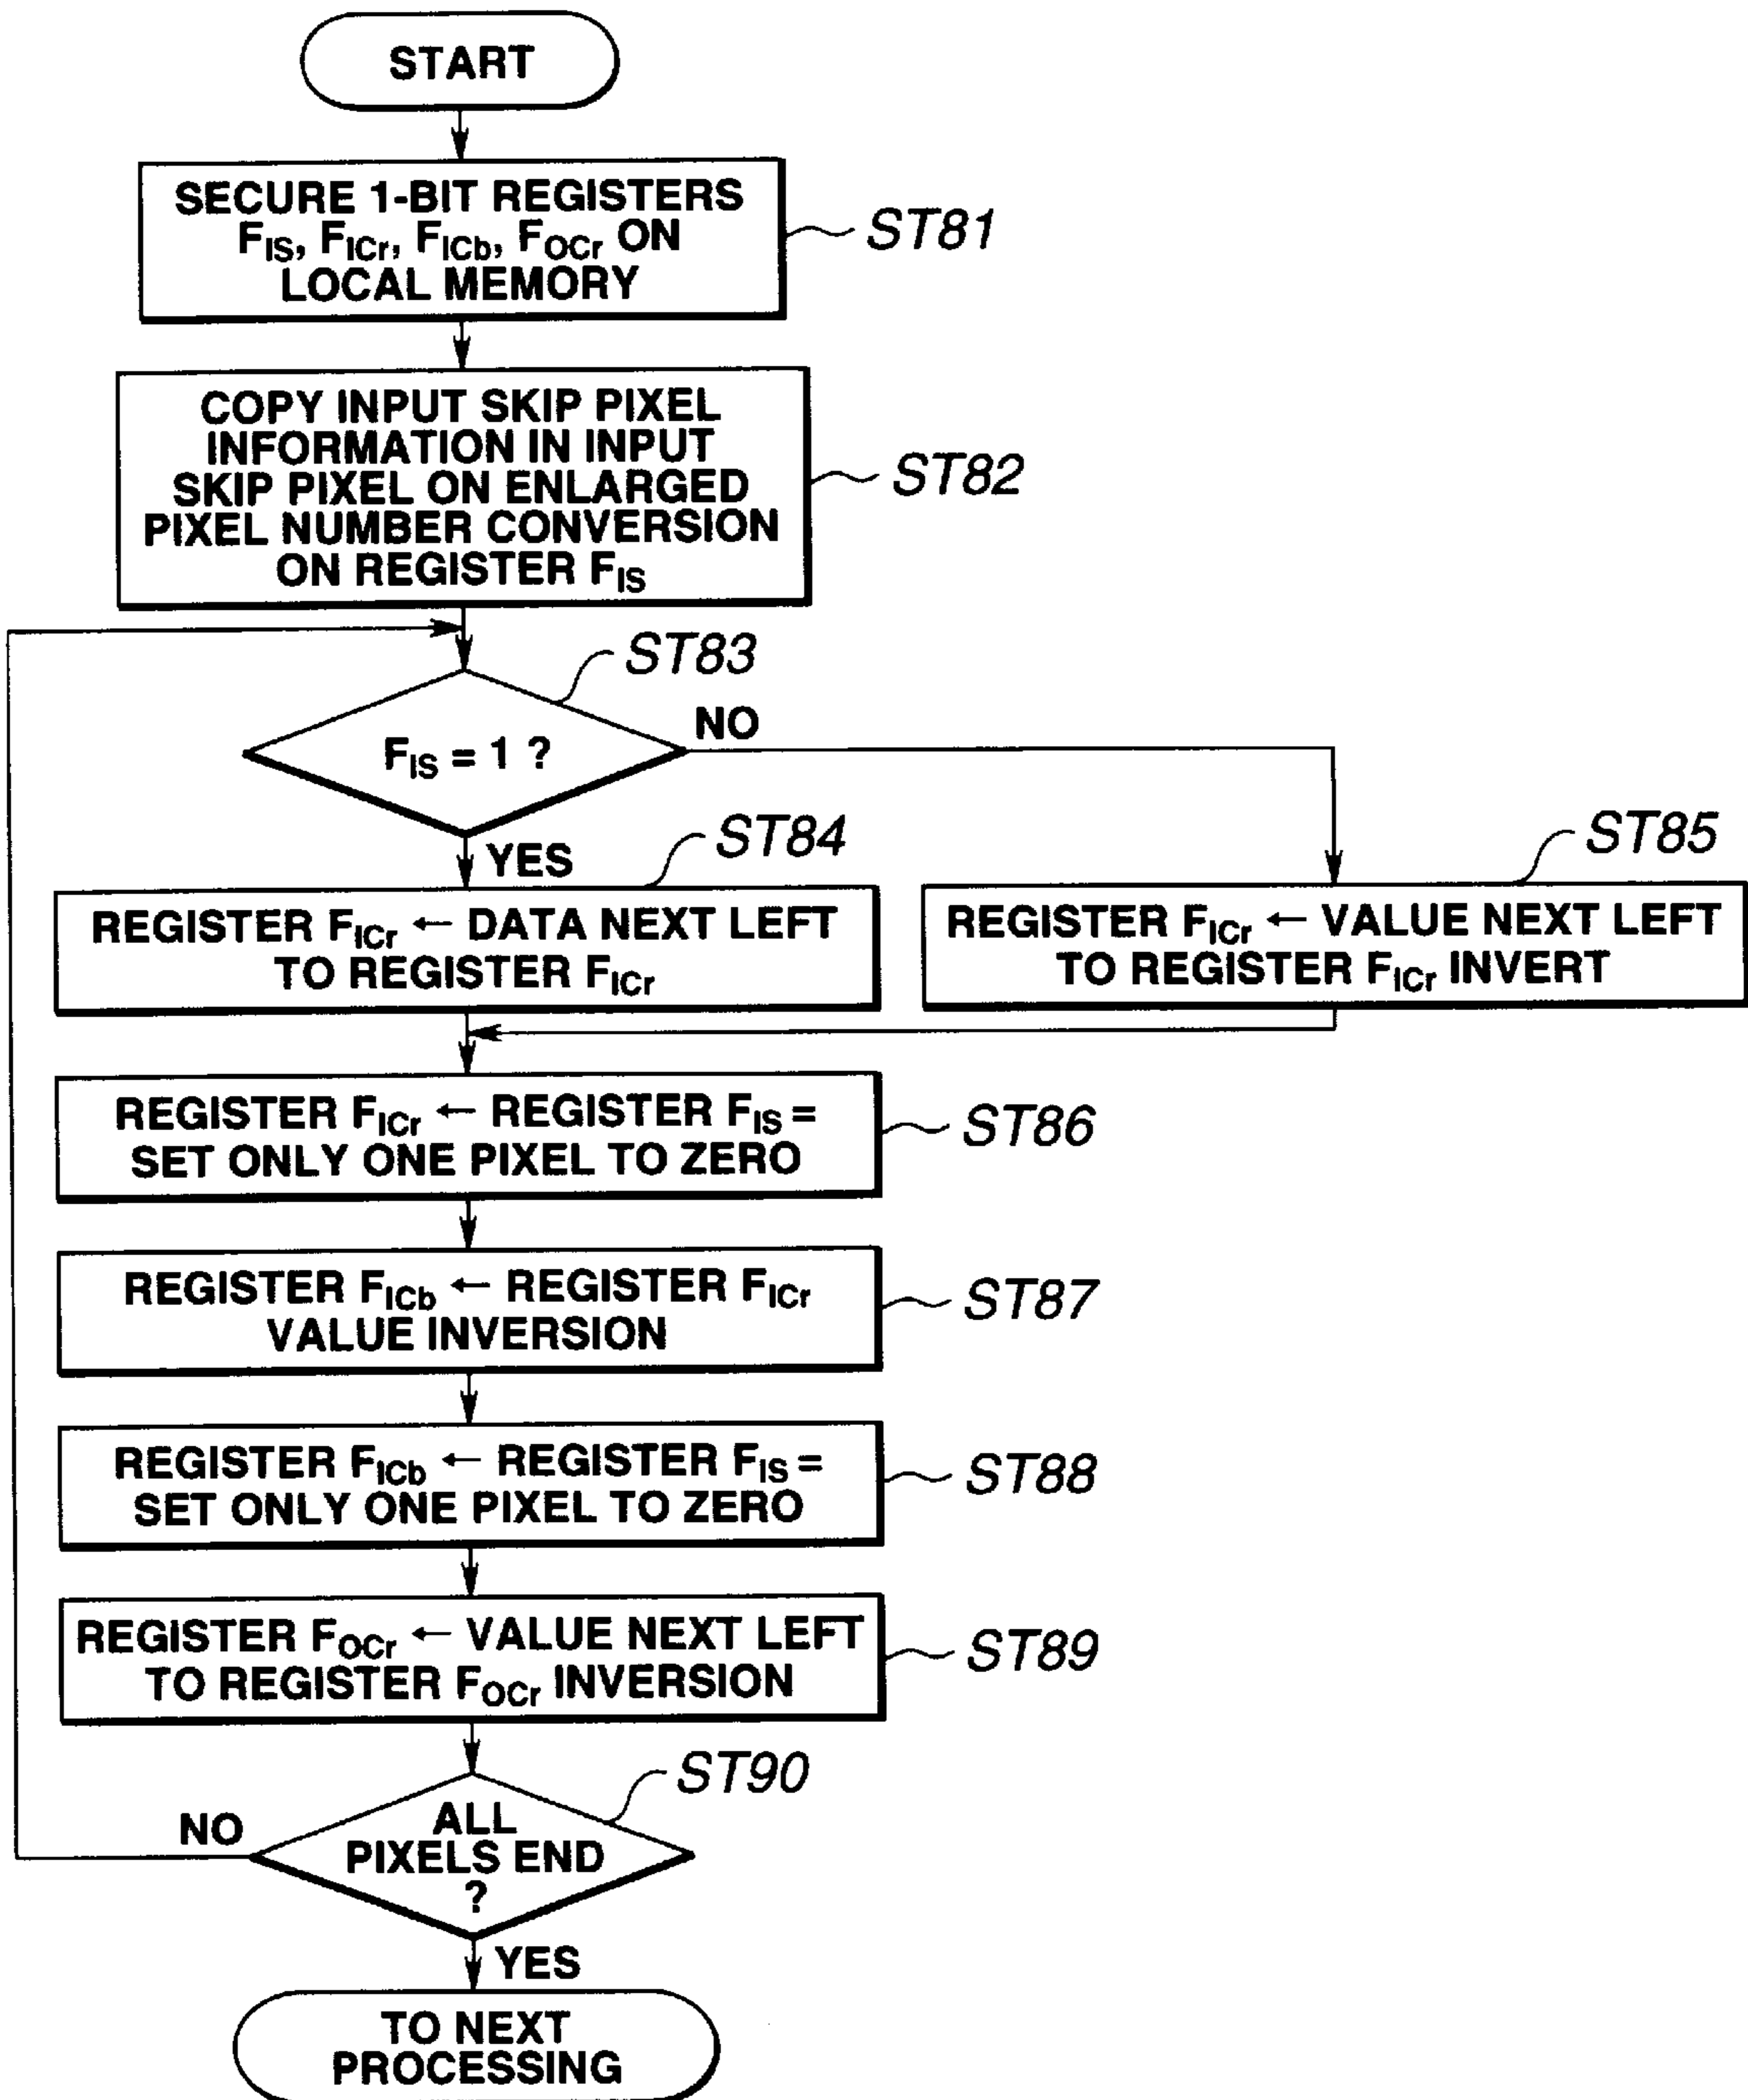 START
SECURE 1-BIT REGISTERS
FIS, FICr, FICb, FOCr ON
LOCAL MEMORY
ST81
COPY INPUT SKIP PIXEL
INFORMATION IN INPUT
SKIP PIXEL ON ENLARGED
PIXEL NUMBER CONVERSION
ON REGISTER FIS
ST82
ST83
FIS = 1 ?
NO
YES
ST84
REGISTER FICr ← DATA NEXT LEFT
TO REGISTER FICr
ST85
REGISTER FICr ← VALUE NEXT LEFT
TO REGISTER FICr INVERT
REGISTER FICr ← REGISTER FIS =
SET ONLY ONE PIXEL TO ZERO
ST86
REGISTER FICb ← REGISTER FICr
VALUE INVERSION
ST87
REGISTER FICb ← REGISTER FIS =
SET ONLY ONE PIXEL TO ZERO
ST88
REGISTER FOCr ← VALUE NEXT LEFT
TO REGISTER FOCr INVERSION
ST89
ST90
ALL
PIXELS END
?
NO
YES
TO NEXT
PROCESSING